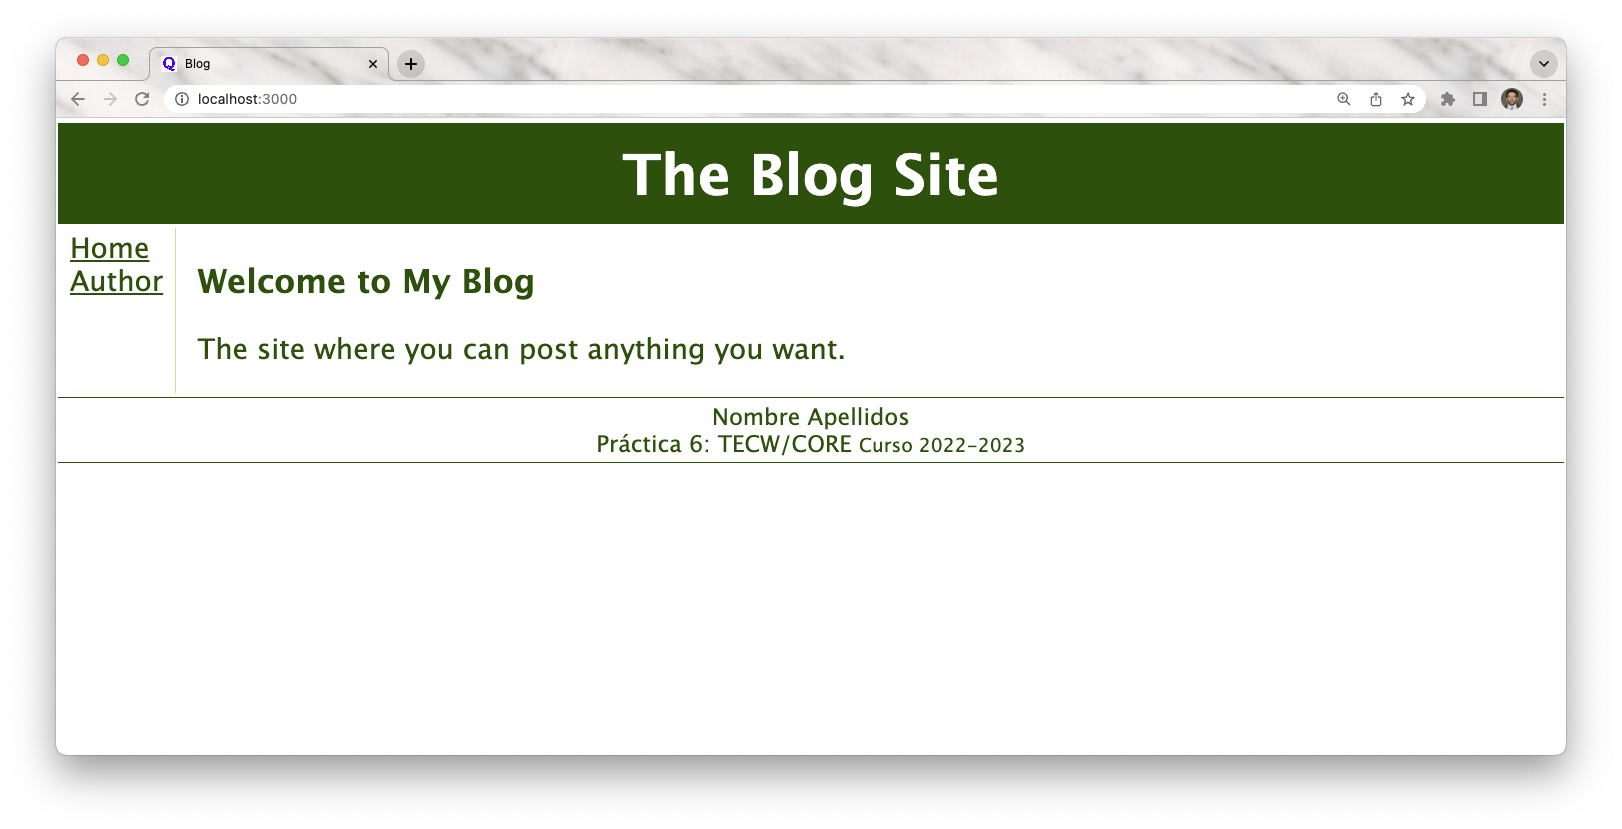 Blog
localhost:3000
The Blog Site
Home
Author
Welcome to My Blog
The site where you can post anything you want.
Nombre Apellidos
Práctica 6: TECW/CORE Curso 2022-2023